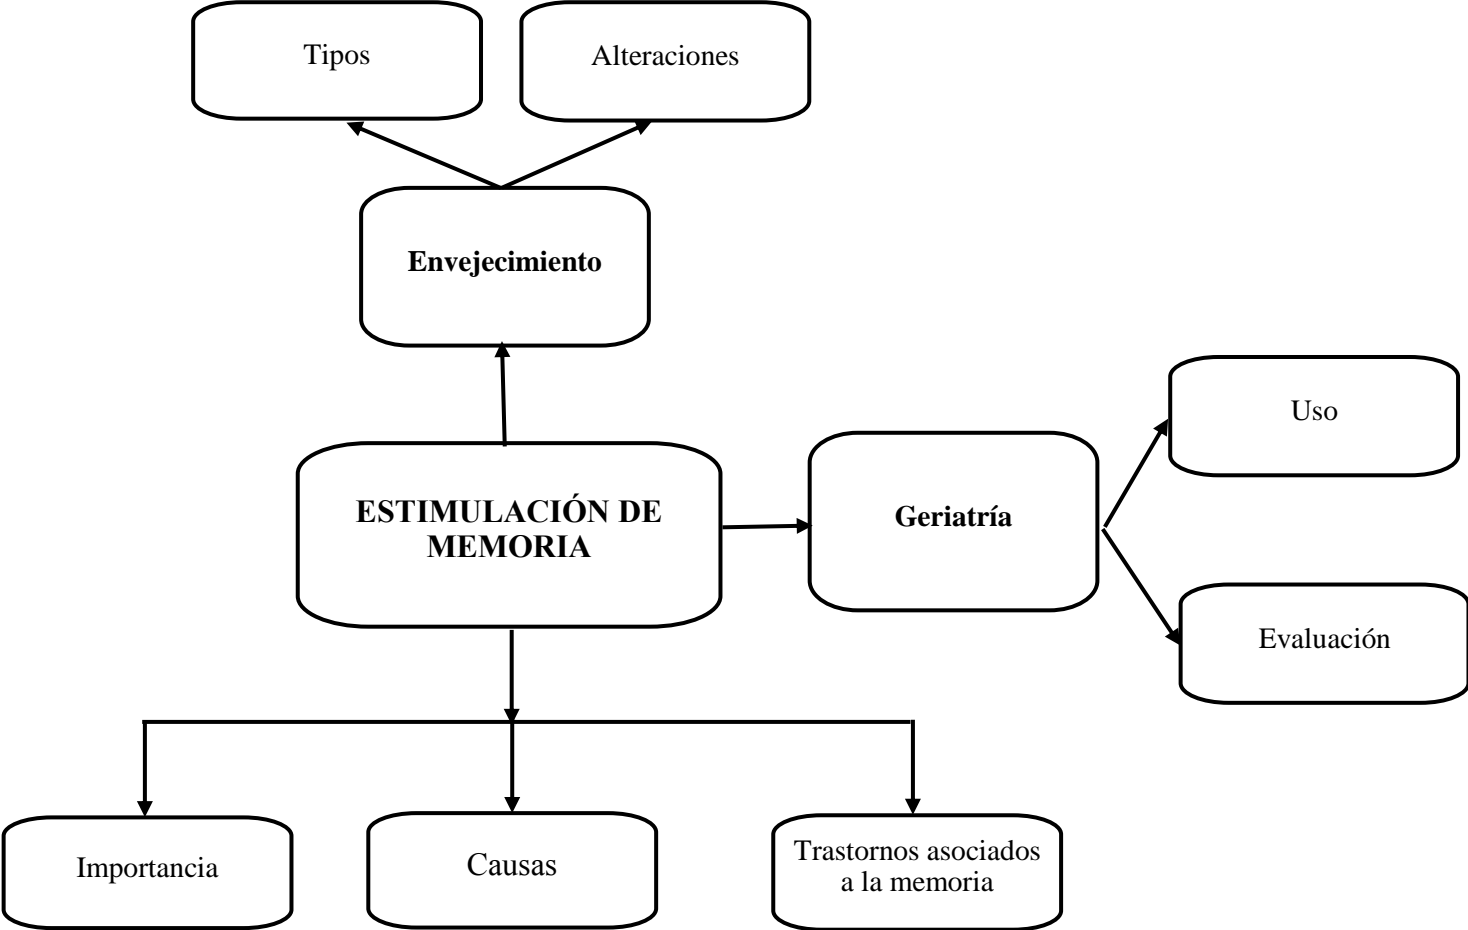 Tipos
Alteraciones
Envejecimiento
Uso
ESTIMULACIÓN DE
MEMORIA
Geriatría
Evaluación
Importancia
Causas
Trastornos asociados
a la memoria